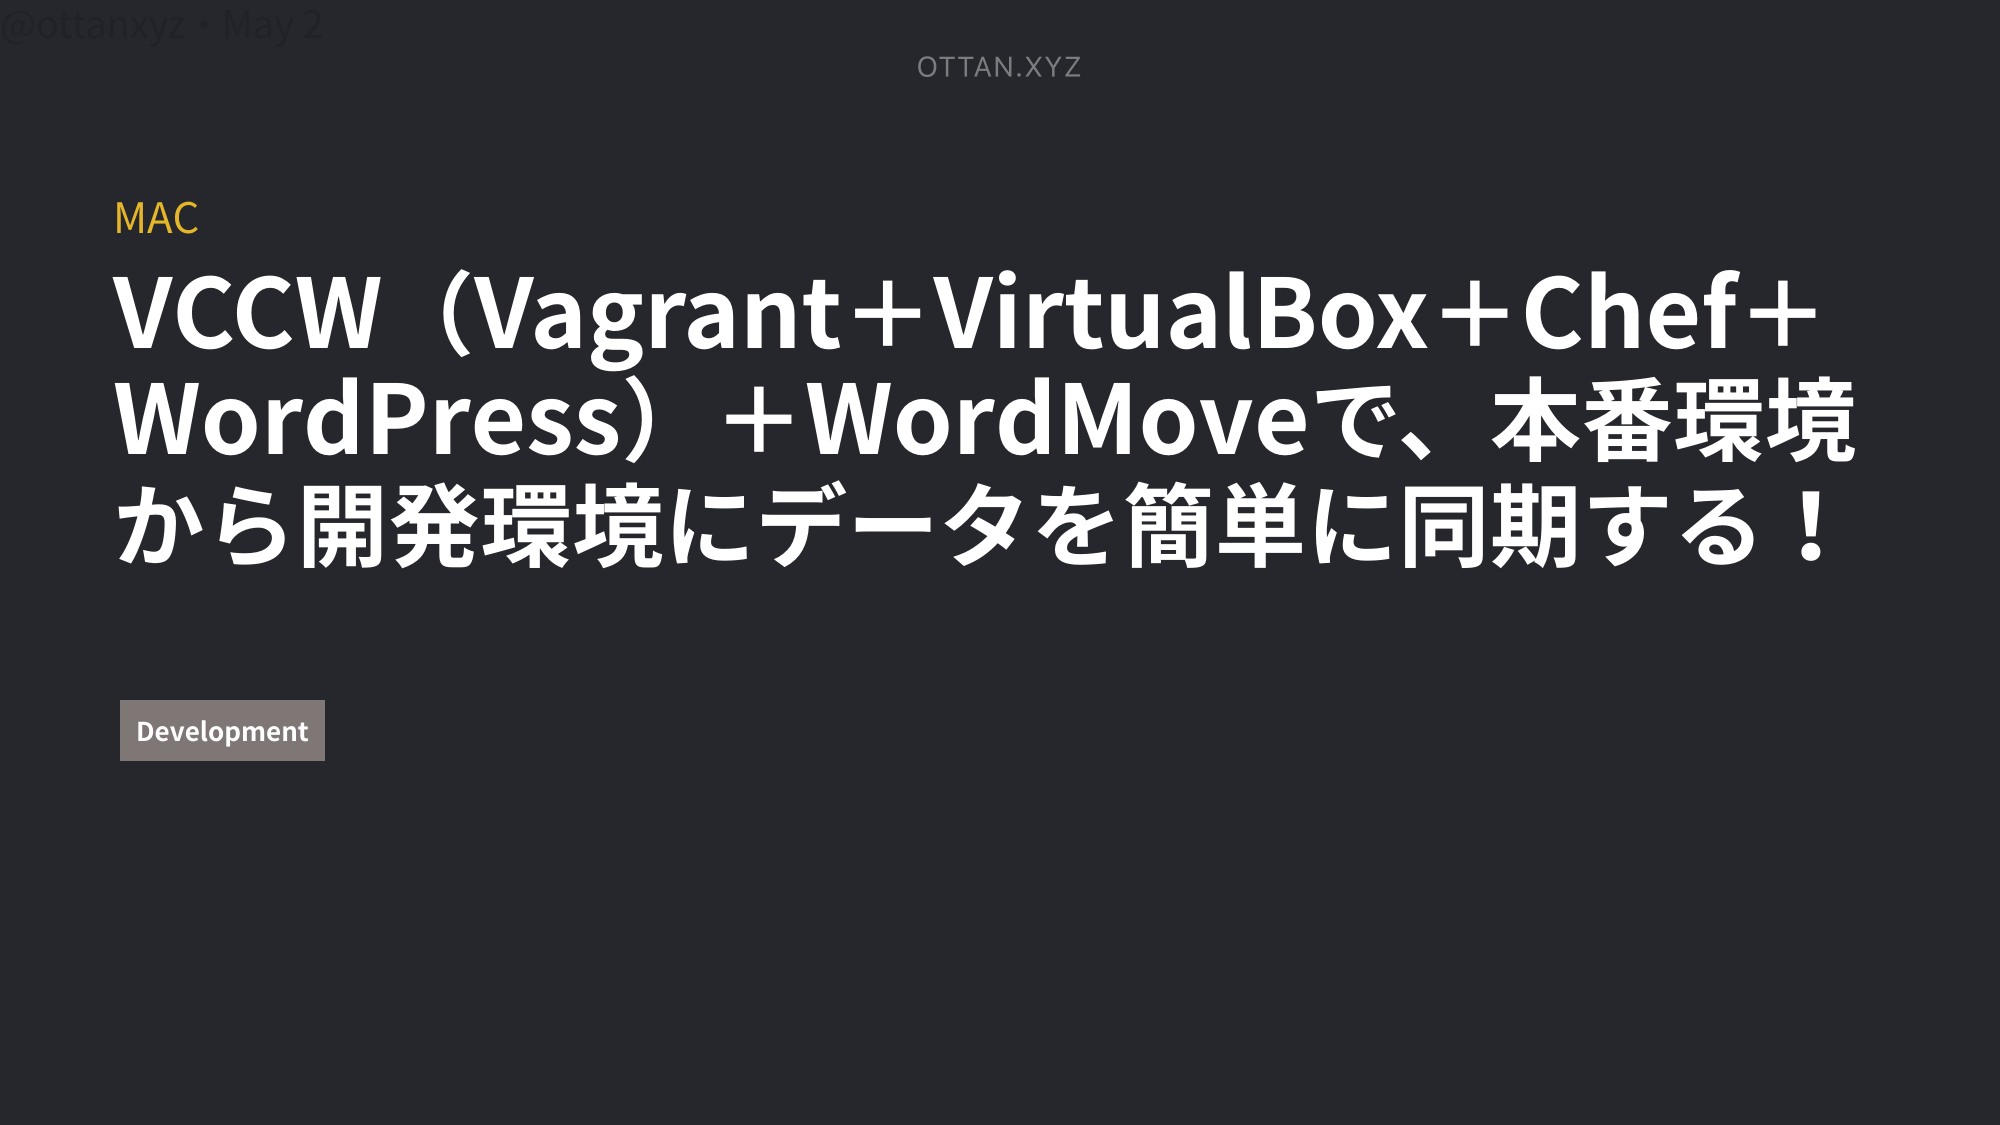 @ottanxyz・May 2
OTTAN.XYZ
MAC
VCCW（Vagrant＋VirtualBox＋Chef＋
WordPress）＋WordMoveで、本番環境
から開発環境にデータを簡単に同期する！
Development